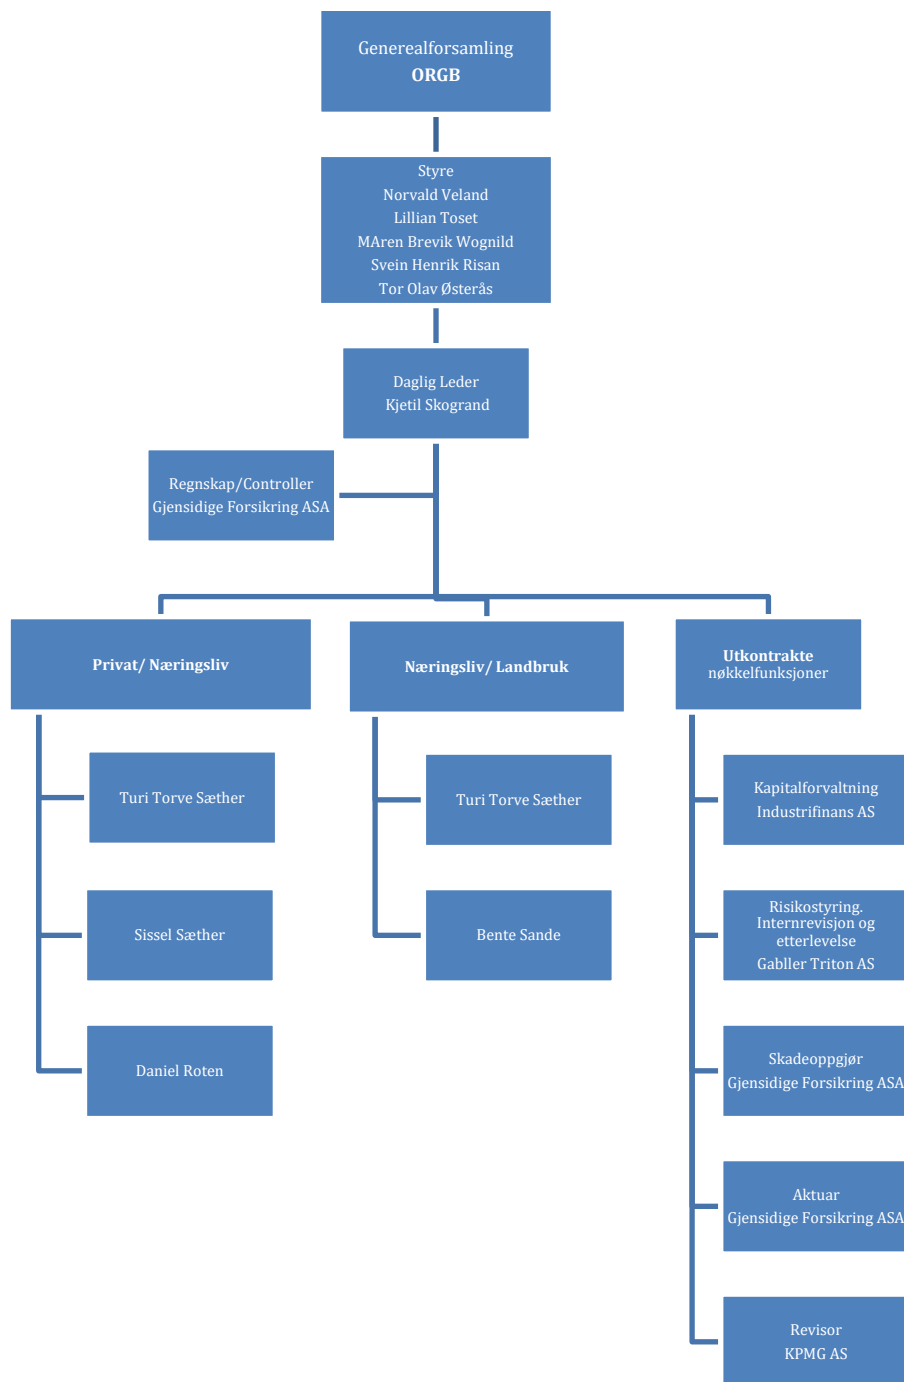 Generealforsamling
ORGB
Styre
Norvald Veland
Lillian Toset
MAren Brevik Wognild
Svein Henrik Risan
Tor Olav Østerås
Daglig Leder
Kjetil Skogrand
Regnskap/Controller
Gjensidige Forsikring ASA
Privat/ Næringsliv
Turi Torve Sæther
Sissel Sæther
Daniel Roten
Næringsliv/ Landbruk
Turi Torve Sæther
Bente Sande
Utkontrakte
nøkkelfunksjoner
Kapitalforvaltning
Industrifinans AS
Risikostyring.
Internrevisjon og
etterlevelse
Gabller Triton AS
Skadeoppgjør
Gjensidige Forsikring ASA
Aktuar
Gjensidige Forsikring ASA
Revisor
KPMG AS